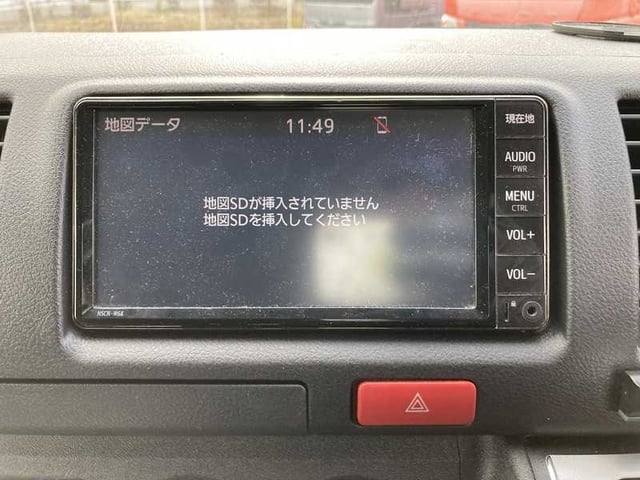 地図データ 11:49
現在地
AUDIO
PWR
地図SDが挿入されていません
地図SDを挿入してください
MENU
CTRL
VOL+
VOL-
NSCN-W68